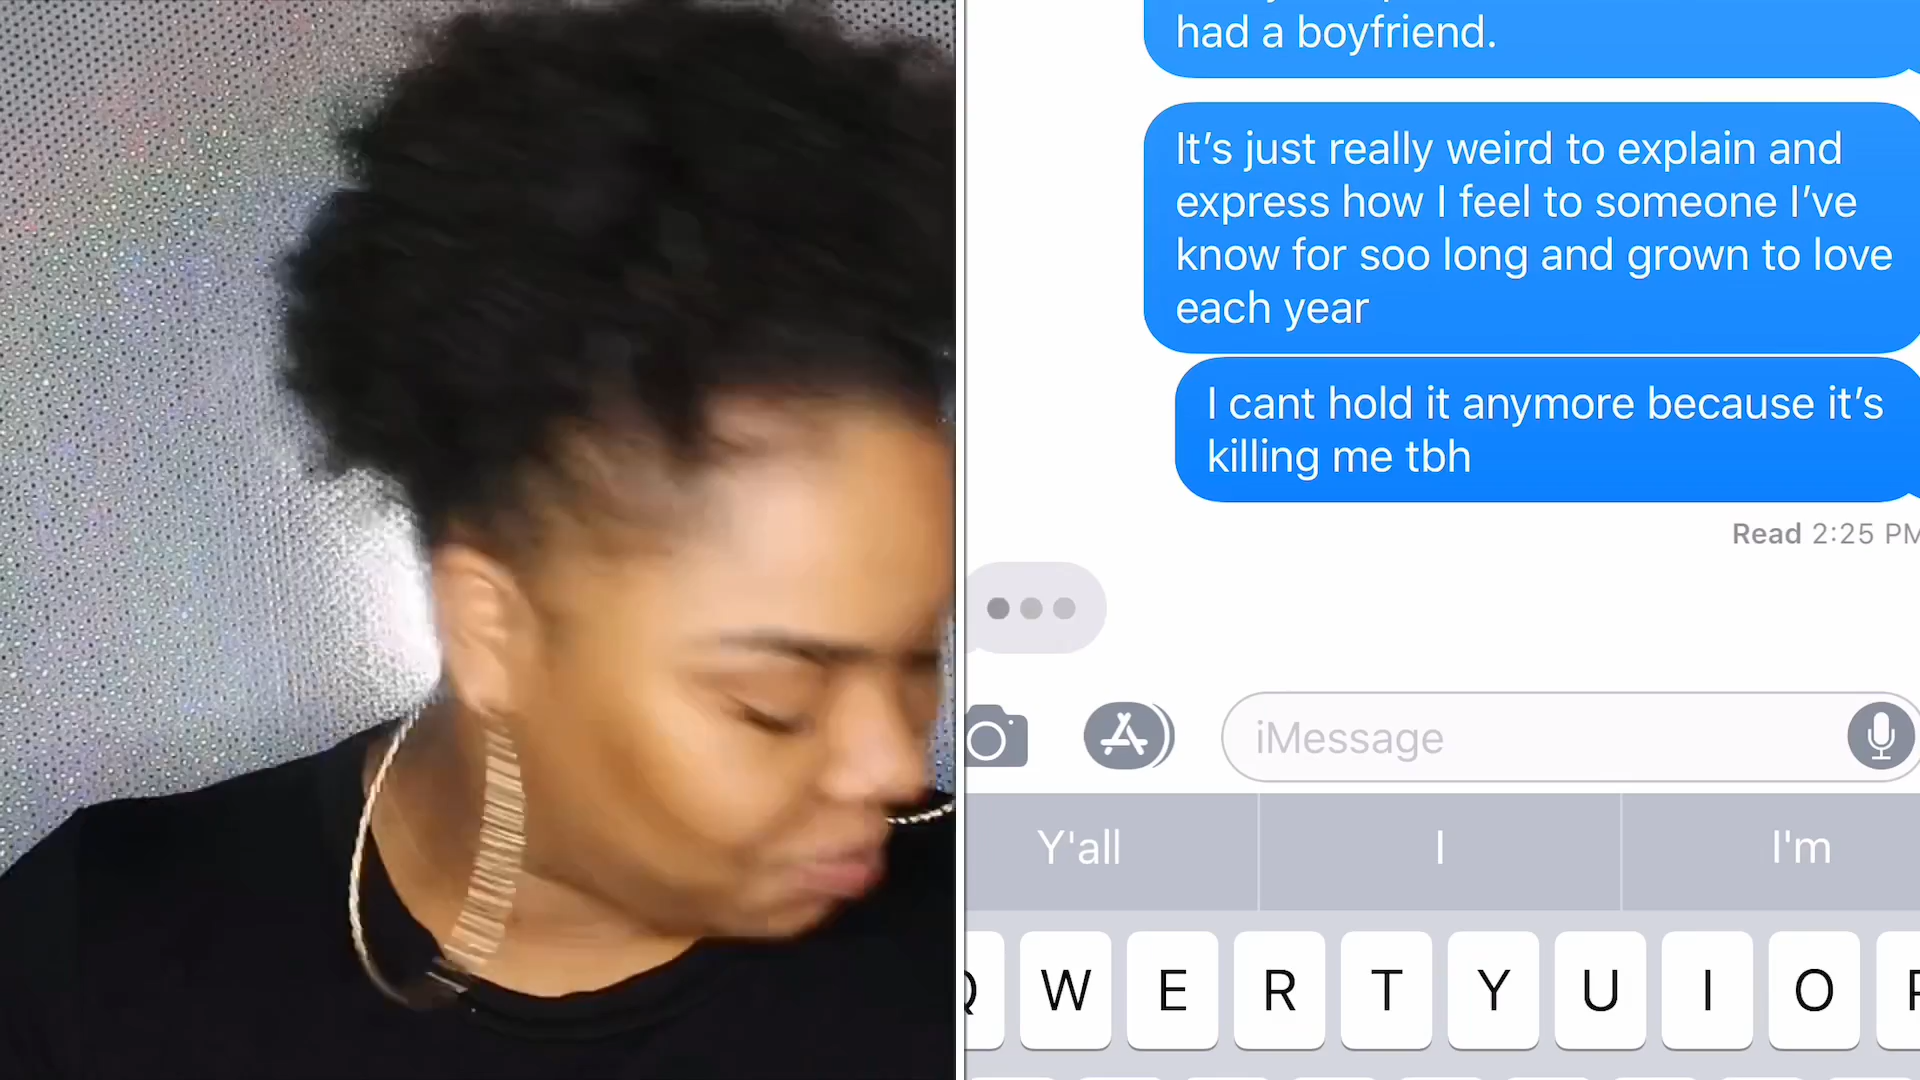 had a boyfriend.
It’s just really weird to explain and
express how I feel to someone I’ve
know for soo long and grown to love
each year
I cant hold it anymore because it’s
killing me tbh
Read 2:25 PM
iMessage
Y'all I I'm
Q W E R T Y U I O P